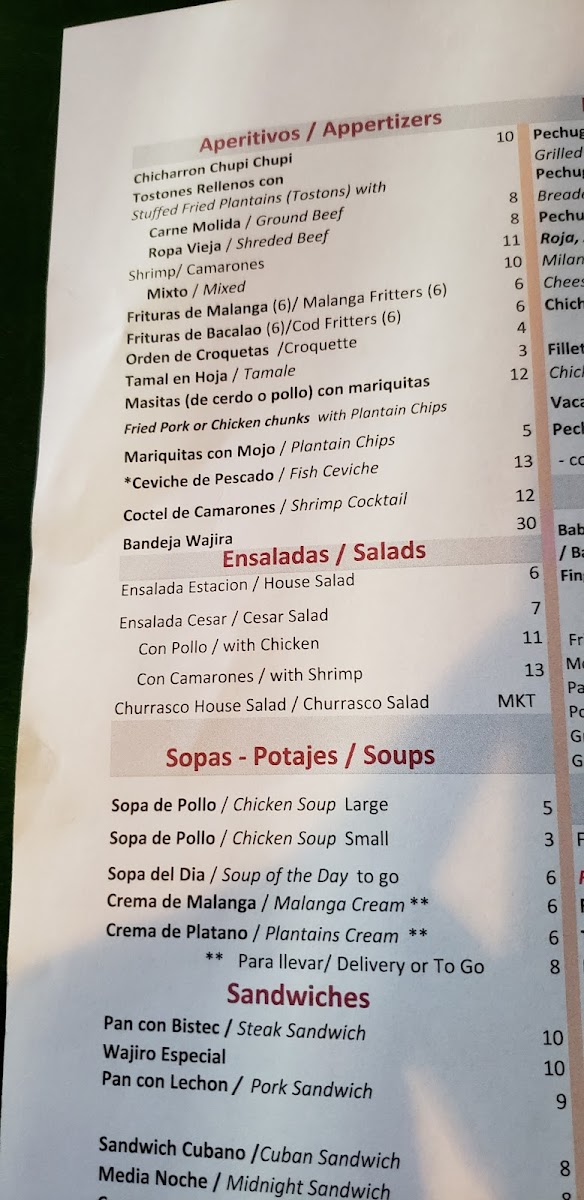 Aperitivos / Appertizers
Chicharron Chupi Chupi 10
Tostones Rellenos con
Stuffed Fried Plantains (Tostons) with
Carne Molida / Ground Beef 8
Ropa Vieja / Shreded Beef 8
Shrimp/ Camarones 11
Mixto / Mixed 10
Frituras de Malanga (6)/ Malanga Fritters (6) 6
Frituras de Bacalao (6)/Cod Fritters (6) 6
Orden de Croquetas /Croquette 4
Tamal en Hoja / Tamale 3
Masitas (de cerdo o pollo) con mariquitas 12
Fried Pork or Chicken chunks with Plantain Chips
Mariquitas con Mojo / Plantain Chips 5
*Ceviche de Pescado / Fish Ceviche 13
Coctel de Camarones / Shrimp Cocktail 12
Bandeja Wajira 30
Ensaladas / Salads
Ensalada Estacion / House Salad 6
Ensalada Cesar / Cesar Salad 7
Con Pollo / with Chicken 11
Con Camarones / with Shrimp 13
Churrasco House Salad / Churrasco Salad MKT
Sopas - Potajes / Soups
Sopa de Pollo / Chicken Soup Large 5
Sopa de Pollo / Chicken Soup Small 3
Sopa del Dia / Soup of the Day to go 6
Crema de Malanga / Malanga Cream ** 6
Crema de Platano / Plantains Cream ** 6
** Para llevar/ Delivery or To Go 8
Sandwiches
Pan con Bistec / Steak Sandwich 10
Wajiro Especial 10
Pan con Lechon / Pork Sandwich 9
Sandwich Cubano /Cuban Sandwich 8
Media Noche / Midnight Sandwich 8
Grilled
Roja,
- co
/ Ba